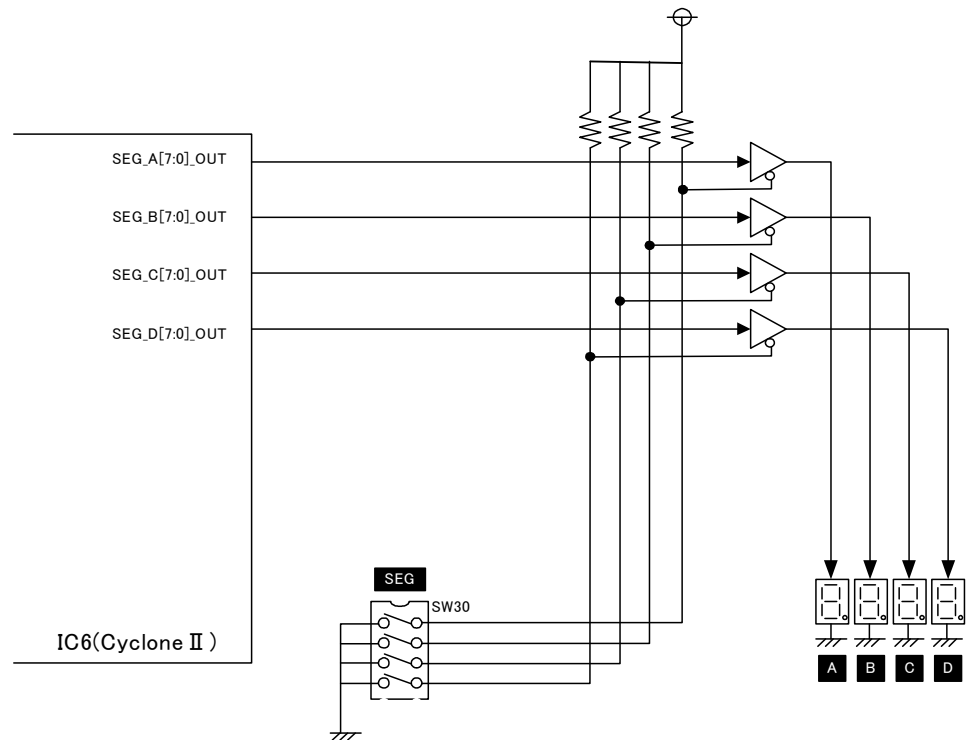 SEG_A[7:0]_OUT
SEG_B[7:0]_OUT
SEG_C[7:0]_OUT
SEG_D[7:0]_OUT
IC6(Cyclone Ⅱ)
SEG
SW30
A B C D